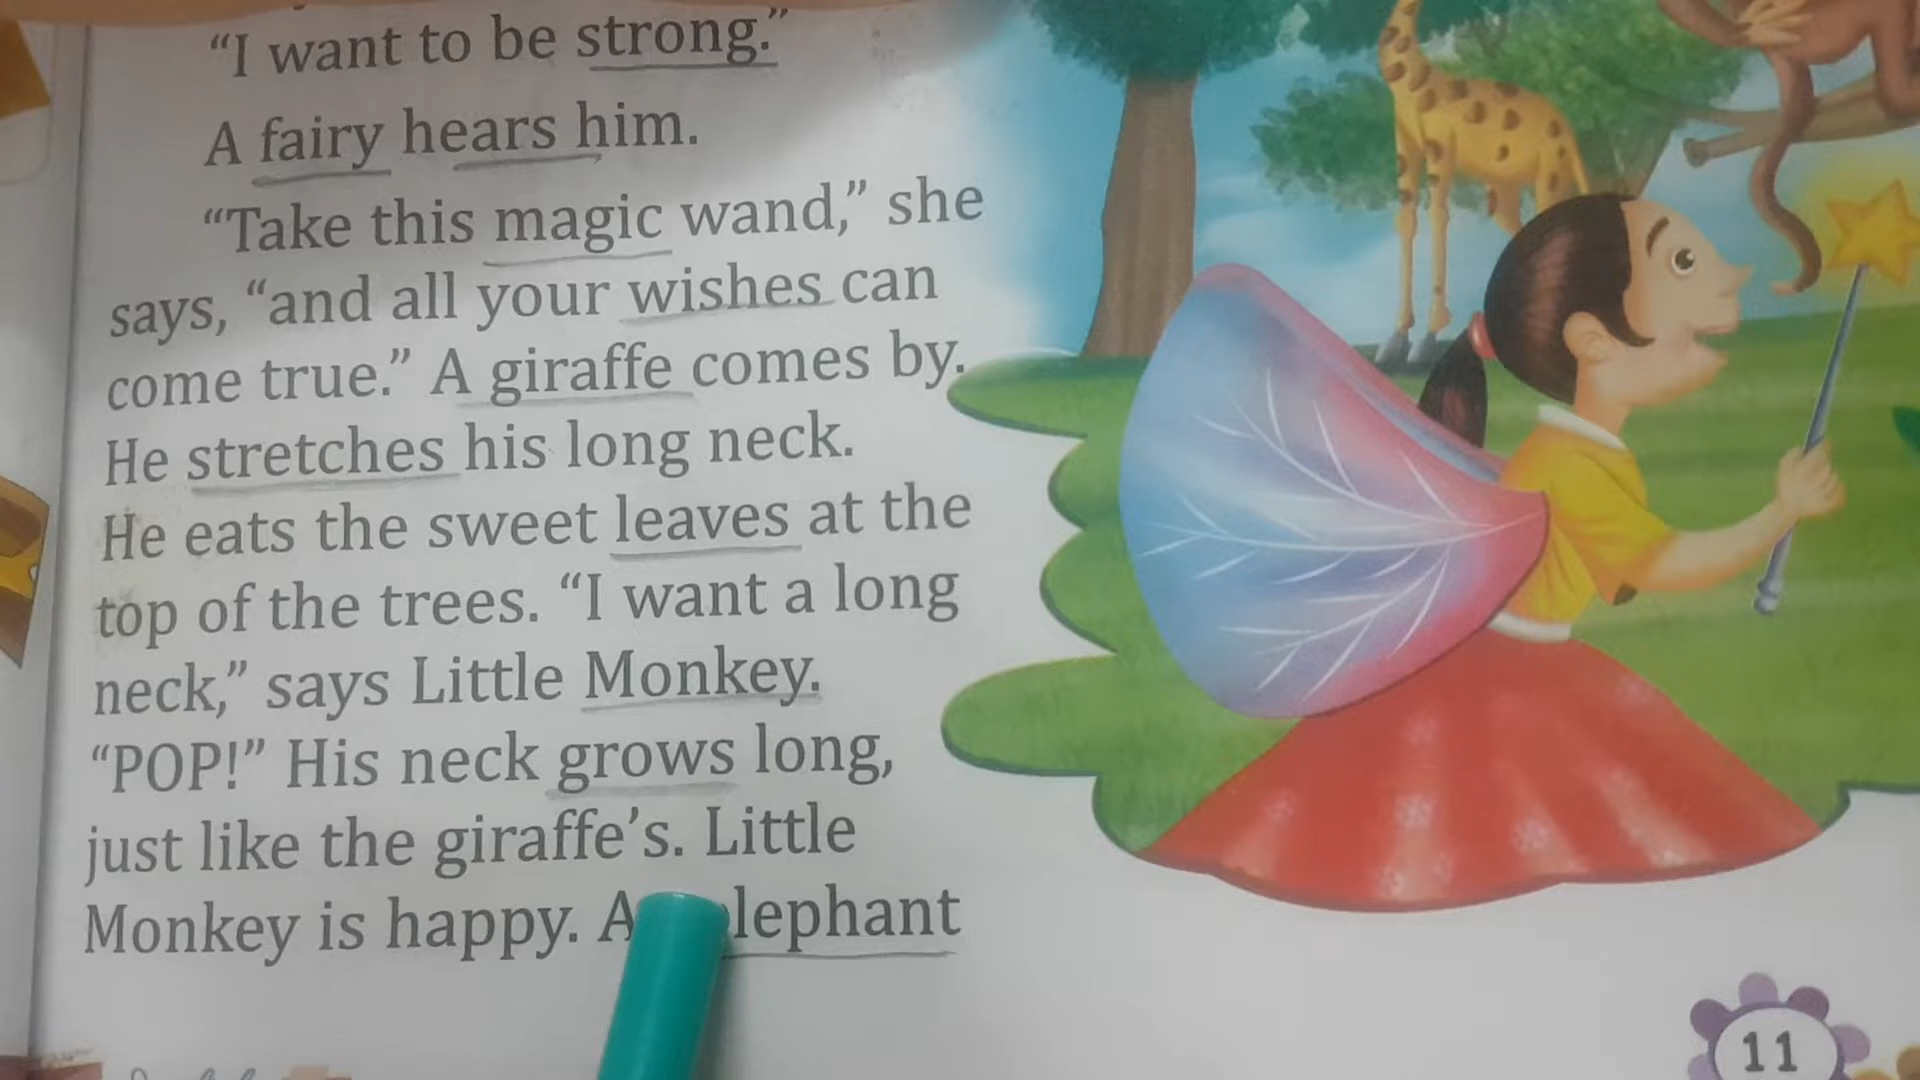 “I want to be strong.”
A fairy hears him.
“Take this magic wand,” she
says, “and all your wishes can
come true.” A giraffe comes by.
He stretches his long neck.
He eats the sweet leaves at the
top of the trees. “I want a long
neck,” says Little Monkey.
“POP!” His neck grows long,
just like the giraffe’s. Little
Monkey is happy. A lephant
11